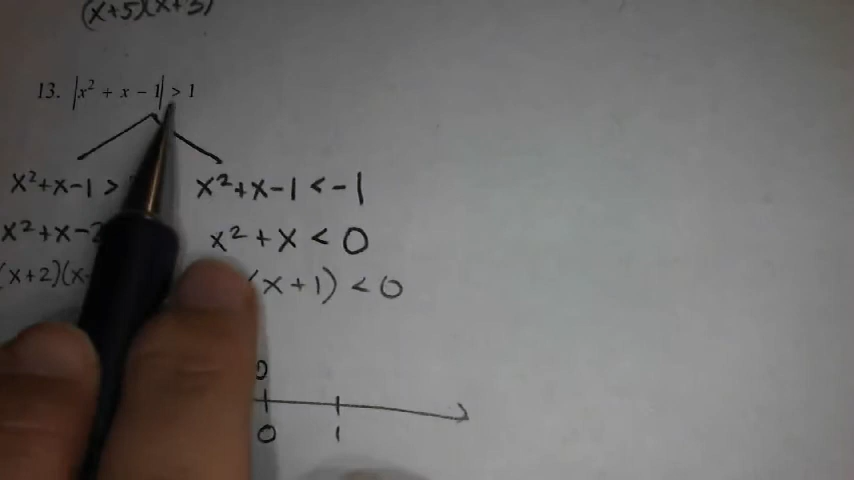 (x+5)(x+3)
13. |x² + x − 1| > 1
x²+x-1 > x²+x-1 < -1
x²+x-2 x²+x < 0
(x+2)(x- (x+1) < 0
0
0 1